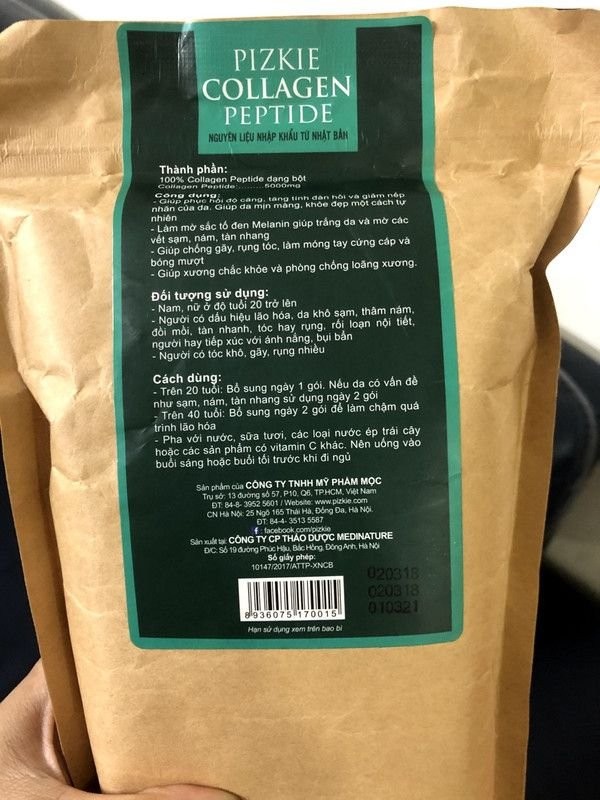 PIZKIE
COLLAGEN
PEPTIDE
NGUYÊN LIỆU NHẬP KHẨU TỪ NHẬT BẢN
Thành phần:
100% Collagen Peptide dạng bột
Collagen Peptide:.........5000mg
Công dụng:
- Giúp phục hồi độ căng, tăng tính đàn hồi và giảm nếp
nhăn của da. Giúp da mịn màng, khỏe đẹp một cách tự
nhiên
- Làm mờ sắc tố đen Melanin giúp trắng da và mờ các
vết sạm, nám, tàn nhang
- Giúp chống gãy, rụng tóc, làm móng tay cứng cáp và
bóng mượt
- Giúp xương chắc khỏe và phòng chống loãng xương.
Đối tượng sử dụng:
- Nam, nữ ở độ tuổi 20 trở lên
- Người có dấu hiệu lão hóa, da khô sạm, thâm nám,
đồi mồi, tàn nhanh, tóc hay rụng, rối loạn nội tiết,
người hay tiếp xúc với ánh nắng, bụi bẩn
- Người có tóc khô, gãy, rụng nhiều
Cách dùng:
- Trên 20 tuổi: Bổ sung ngày 1 gói. Nếu da có vấn đề
như sạm, nám, tàn nhang sử dụng ngày 2 gói
- Trên 40 tuổi: Bổ sung ngày 2 gói để làm chậm quá
trình lão hóa
- Pha với nước, sữa tươi, các loại nước ép trái cây
hoặc các sản phẩm có vitamin C khác. Nên uống vào
buổi sáng hoặc buổi tối trước khi đi ngủ
Sản phẩm của CÔNG TY TNHH MỸ PHẨM MỌC
Trụ sở: 13 đường số 57, P10, Q6, TP.HCM, Việt Nam
ĐT: 84-8- 3952 5601 / Website: www.pizkie.com
CN Hà Nội: 25 Ngõ 165 Thái Hà, Đống Đa, Hà Nội.
ĐT: 84-4- 3513 5587
f : facebook.com/pizkie
Sản xuất tại: CÔNG TY CP THẢO DƯỢC MEDINATURE
Đ/C: Số 19 đường Phúc Hậu, Bắc Hồng, Đông Anh, Hà Nội
Số giấy phép:
10147/2017/ATTP-XNCB
020318
020318
010321
8 936075 170015
Hạn sử dụng xem trên bao bì